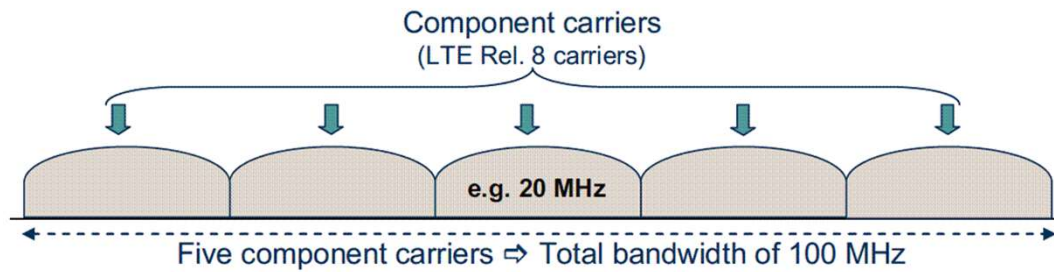 Component carriers
(LTE Rel. 8 carriers)
e.g. 20 MHz
Five component carriers ⇨ Total bandwidth of 100 MHz